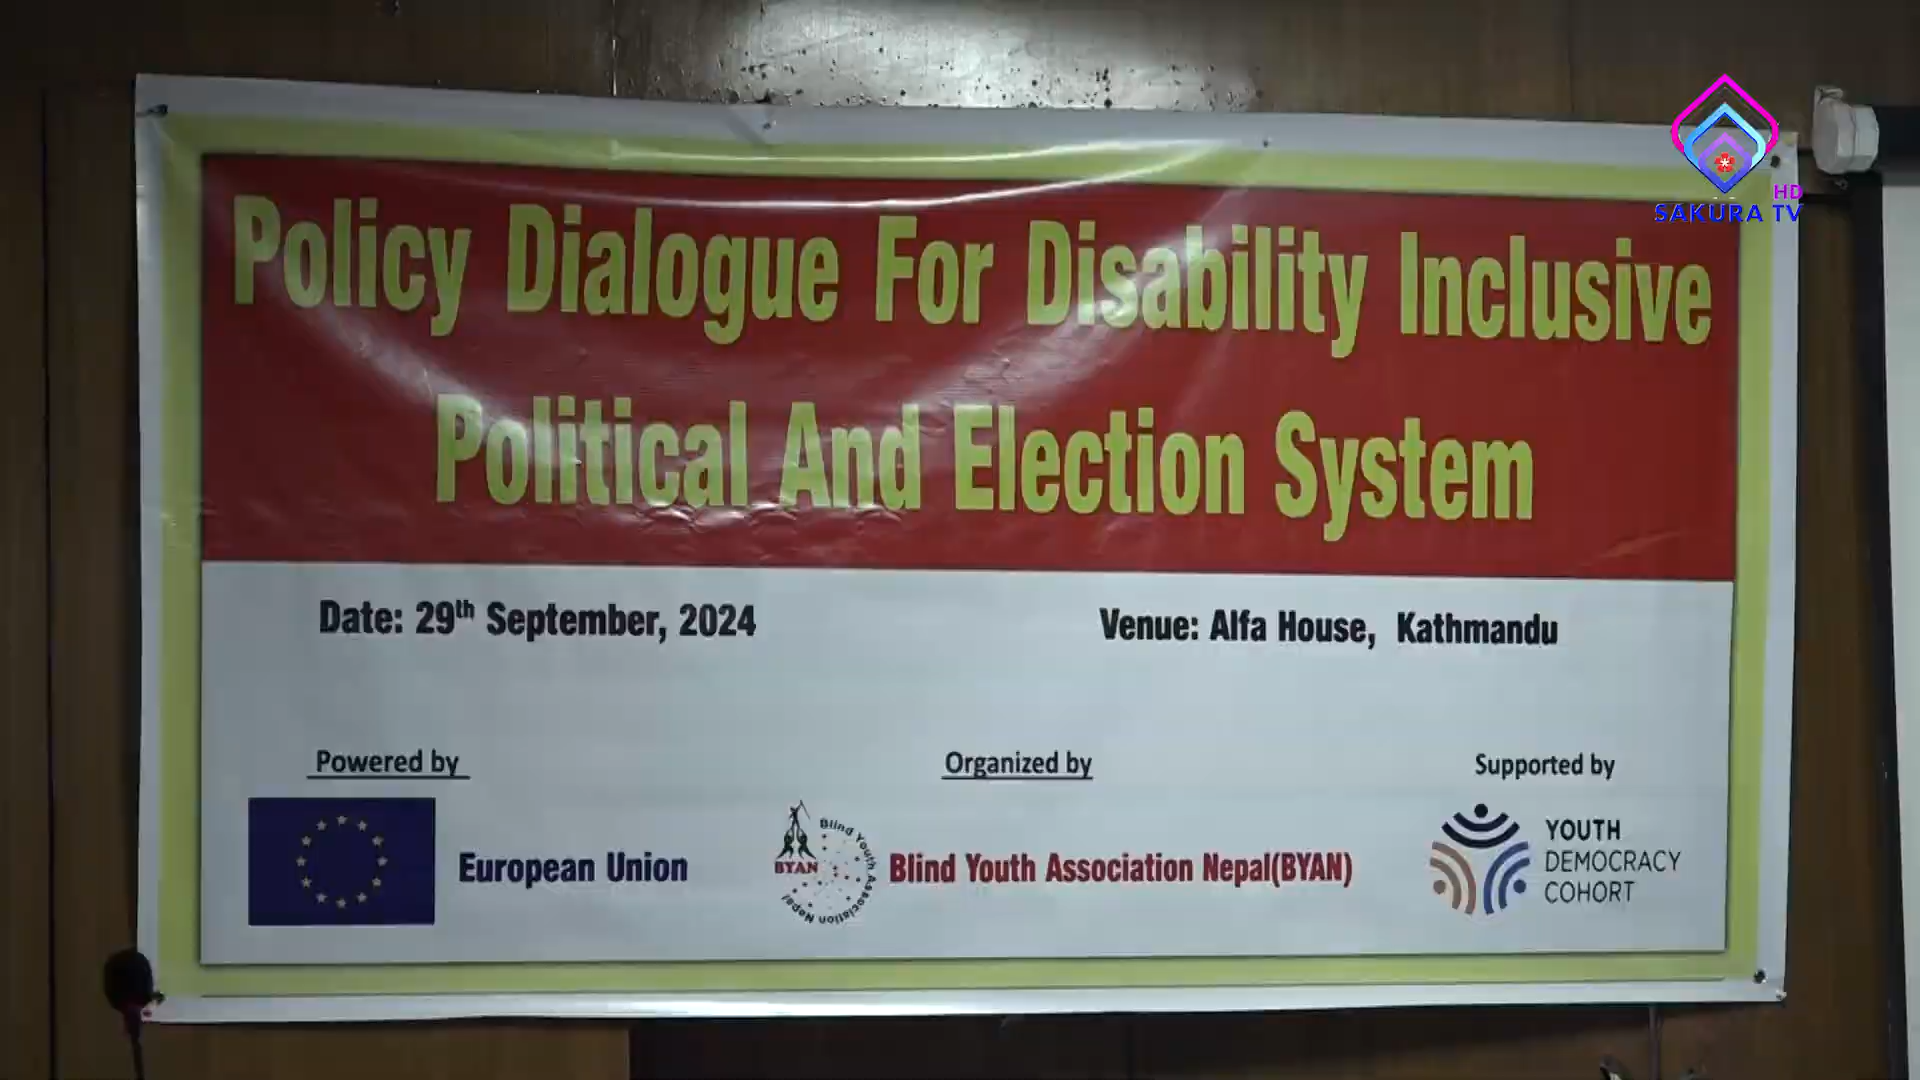 HD
SAKURA TV
Policy Dialogue For Disability Inclusive
Political And Election System
Date: 29th September, 2024
Venue: Alfa House, Kathmandu
Powered by
European Union
Organized by
BYAN
Blind Youth Association Nepal
Blind Youth Association Nepal(BYAN)
Supported by
YOUTH
DEMOCRACY
COHORT